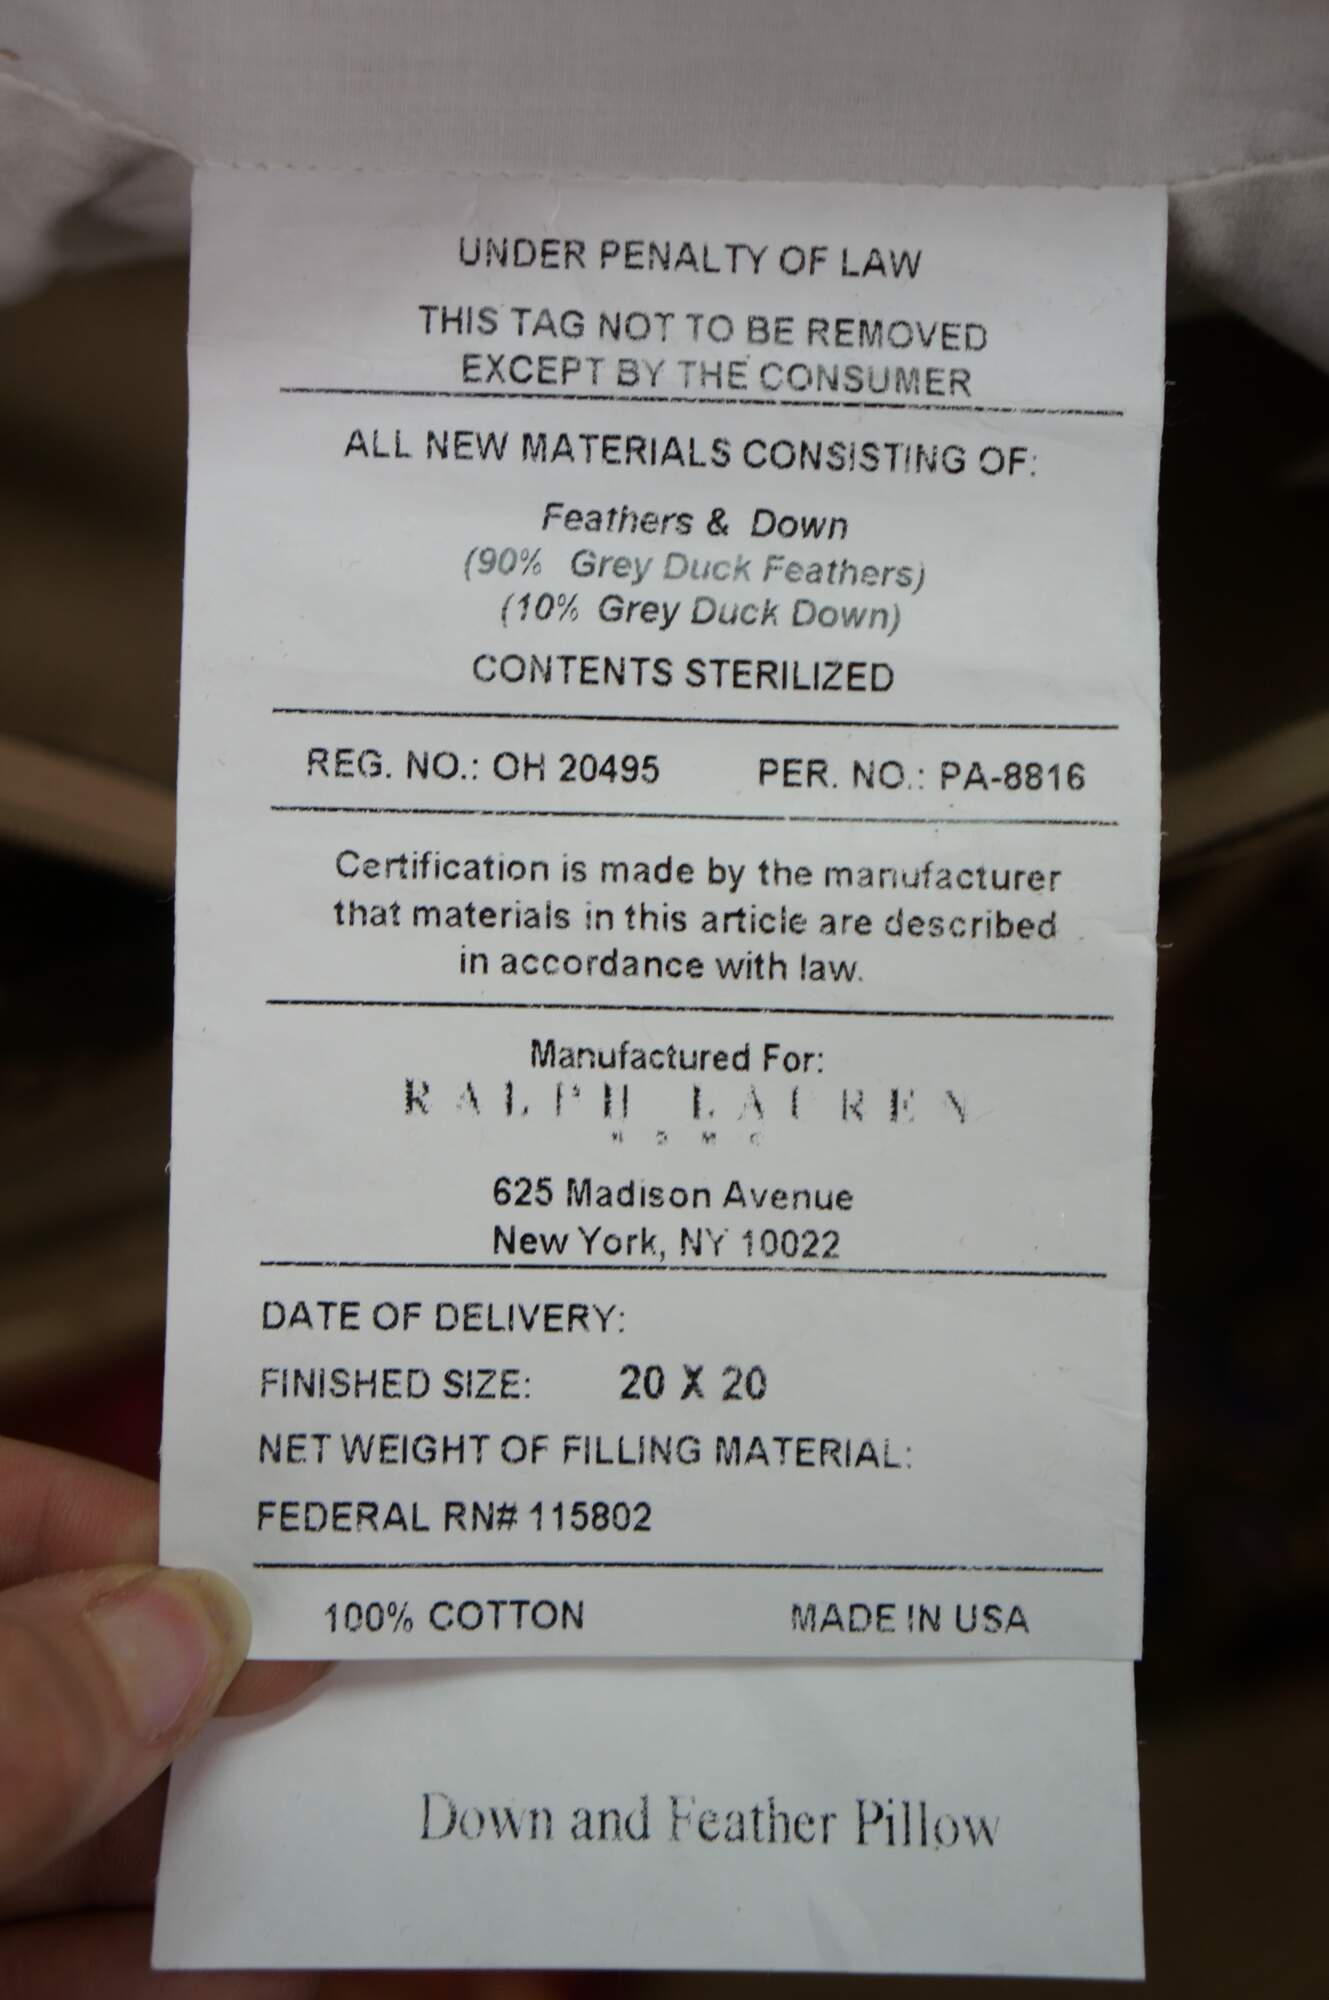 UNDER PENALTY OF LAW
THIS TAG NOT TO BE REMOVED
EXCEPT BY THE CONSUMER
ALL NEW MATERIALS CONSISTING OF:
Feathers & Down
(90% Grey Duck Feathers)
(10% Grey Duck Down)
CONTENTS STERILIZED
REG. NO.: OH 20495 PER. NO.: PA-8816
Certification is made by the manufacturer
that materials in this article are described
in accordance with law.
Manufactured For:
RALPH LAUREN
HOME
625 Madison Avenue
New York, NY 10022
DATE OF DELIVERY:
FINISHED SIZE: 20 X 20
NET WEIGHT OF FILLING MATERIAL:
FEDERAL RN# 115802
100% COTTON MADE IN USA
Down and Feather Pillow